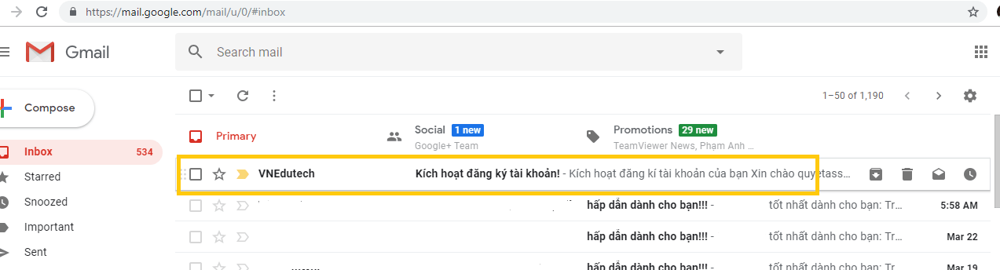 https://mail.google.com/mail/u/0/#inbox
Gmail
Search mail
Compose
1–50 of 1,190
Primary
Social 1 new
Google+ Team
Promotions 29 new
TeamViewer News, Phạm Anh ...
Inbox 534
Starred
Snoozed
Important
Sent
VNEdutech Kích hoạt đăng ký tài khoản! - Kích hoạt đăng kí tài khoản của bạn Xin chào quyetass...
hấp dẫn dành cho bạn!!! - tốt nhất dành cho bạn: Tr... 5:58 AM
hấp dẫn dành cho bạn!!! - tốt nhất dành cho bạn: Tr... Mar 22
hấp dẫn dành cho bạn!!! - tốt nhất dành cho bạn: Tr... Mar 19